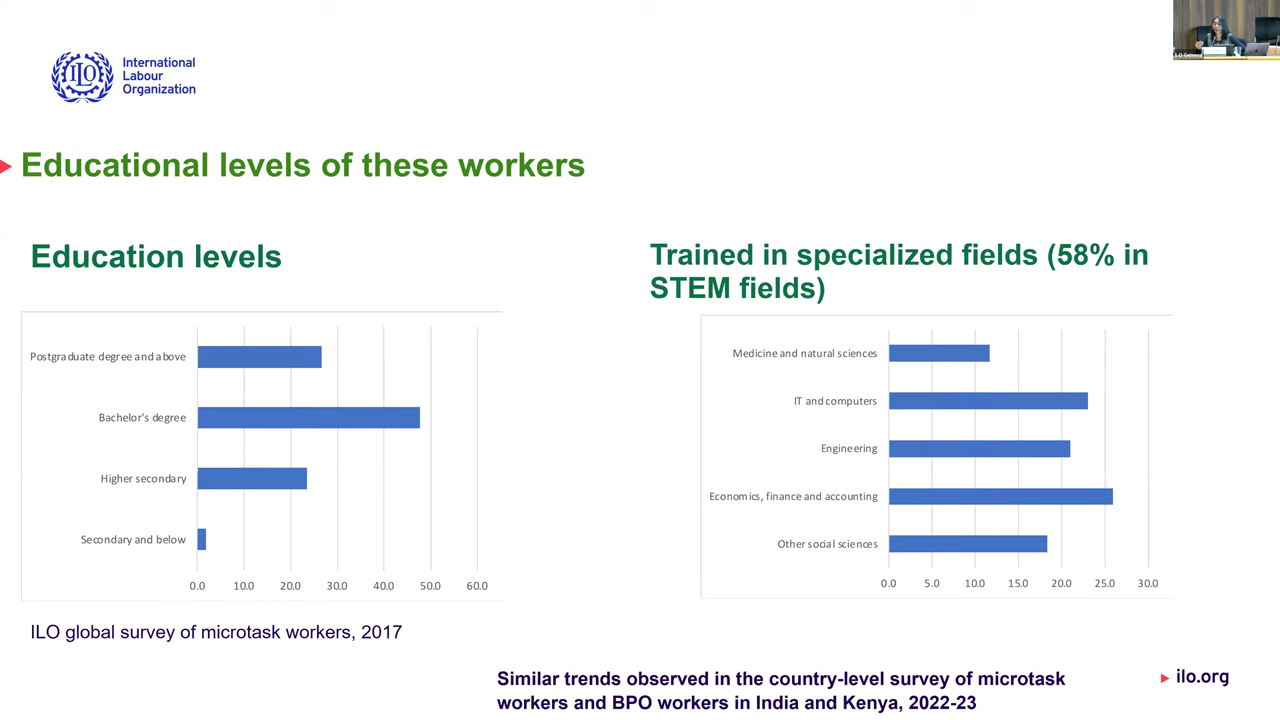 ILO Geneva
ILO
International
Labour
Organization
Educational levels of these workers
Education levels
Postgraduate degree and above
Bachelor's degree
Higher secondary
Secondary and below
0.0 10.0 20.0 30.0 40.0 50.0 60.0
ILO global survey of microtask workers, 2017
Trained in specialized fields (58% in
STEM fields)
Medicine and natural sciences
IT and computers
Engineering
Economics, finance and accounting
Other social sciences
0.0 5.0 10.0 15.0 20.0 25.0 30.0
Similar trends observed in the country-level survey of microtask
workers and BPO workers in India and Kenya, 2022-23
ilo.org